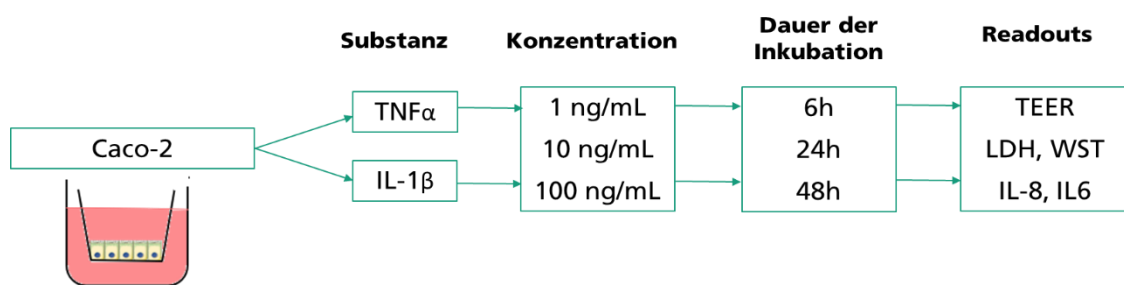 Substanz
Konzentration
Dauer der
Inkubation
Readouts
Caco-2
TNFα
IL-1β
1 ng/mL
10 ng/mL
100 ng/mL
6h
24h
48h
TEER
LDH, WST
IL-8, IL6